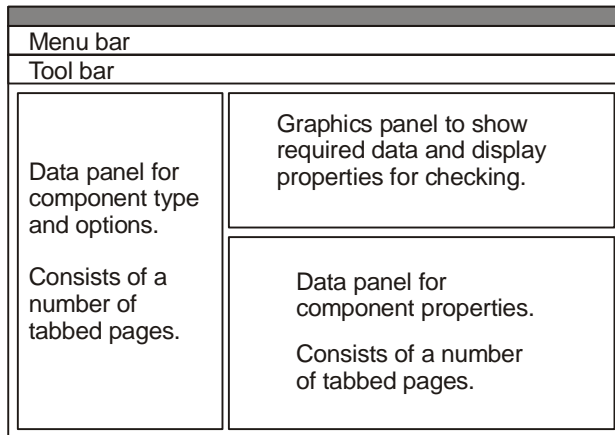 Menu bar
Tool bar
Data panel for
component type
and options.
Consists of a
number of
tabbed pages.
Graphics panel to show
required data and display
properties for checking.
Data panel for
component properties.
Consists of a number
of tabbed pages.